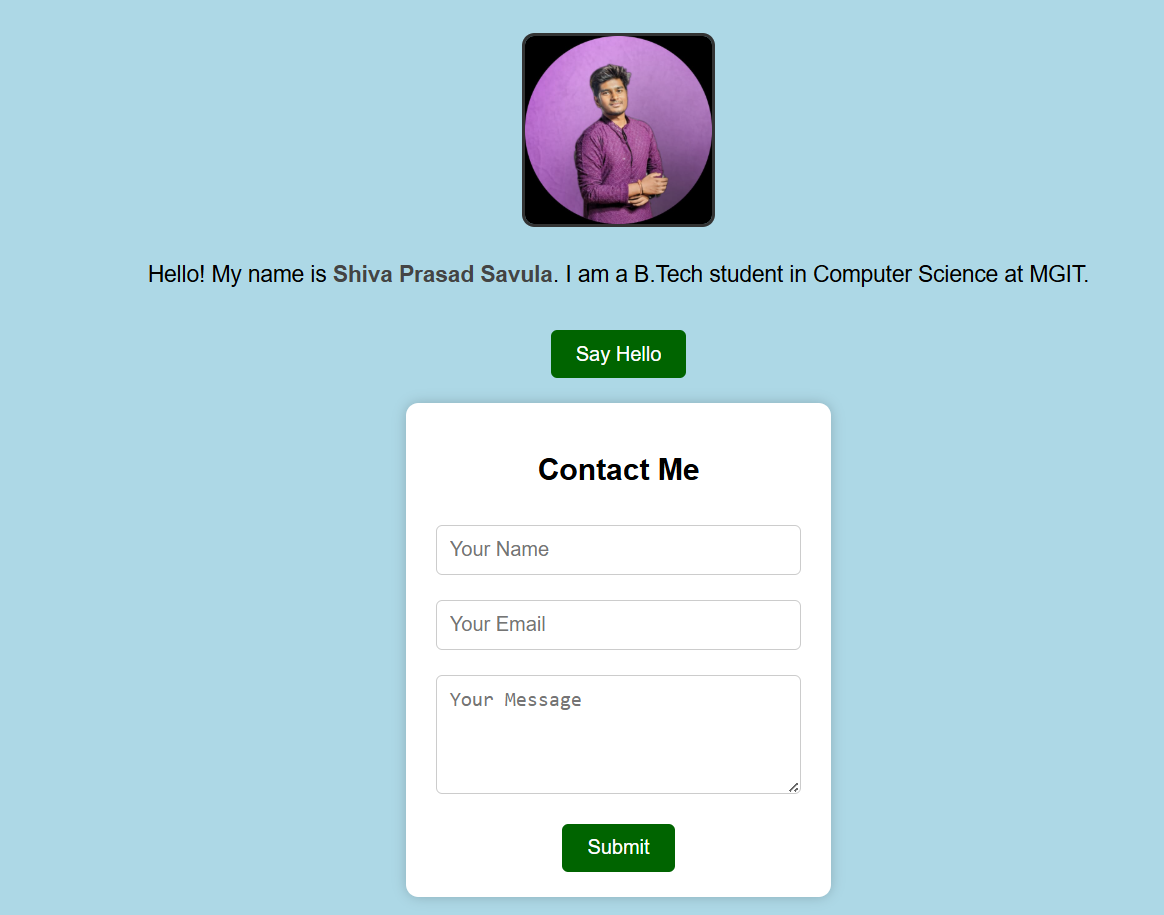 Hello! My name is Shiva Prasad Savula. I am a B.Tech student in Computer Science at MGIT.
Say Hello
Contact Me
Your Name
Your Email
Your Message
Submit